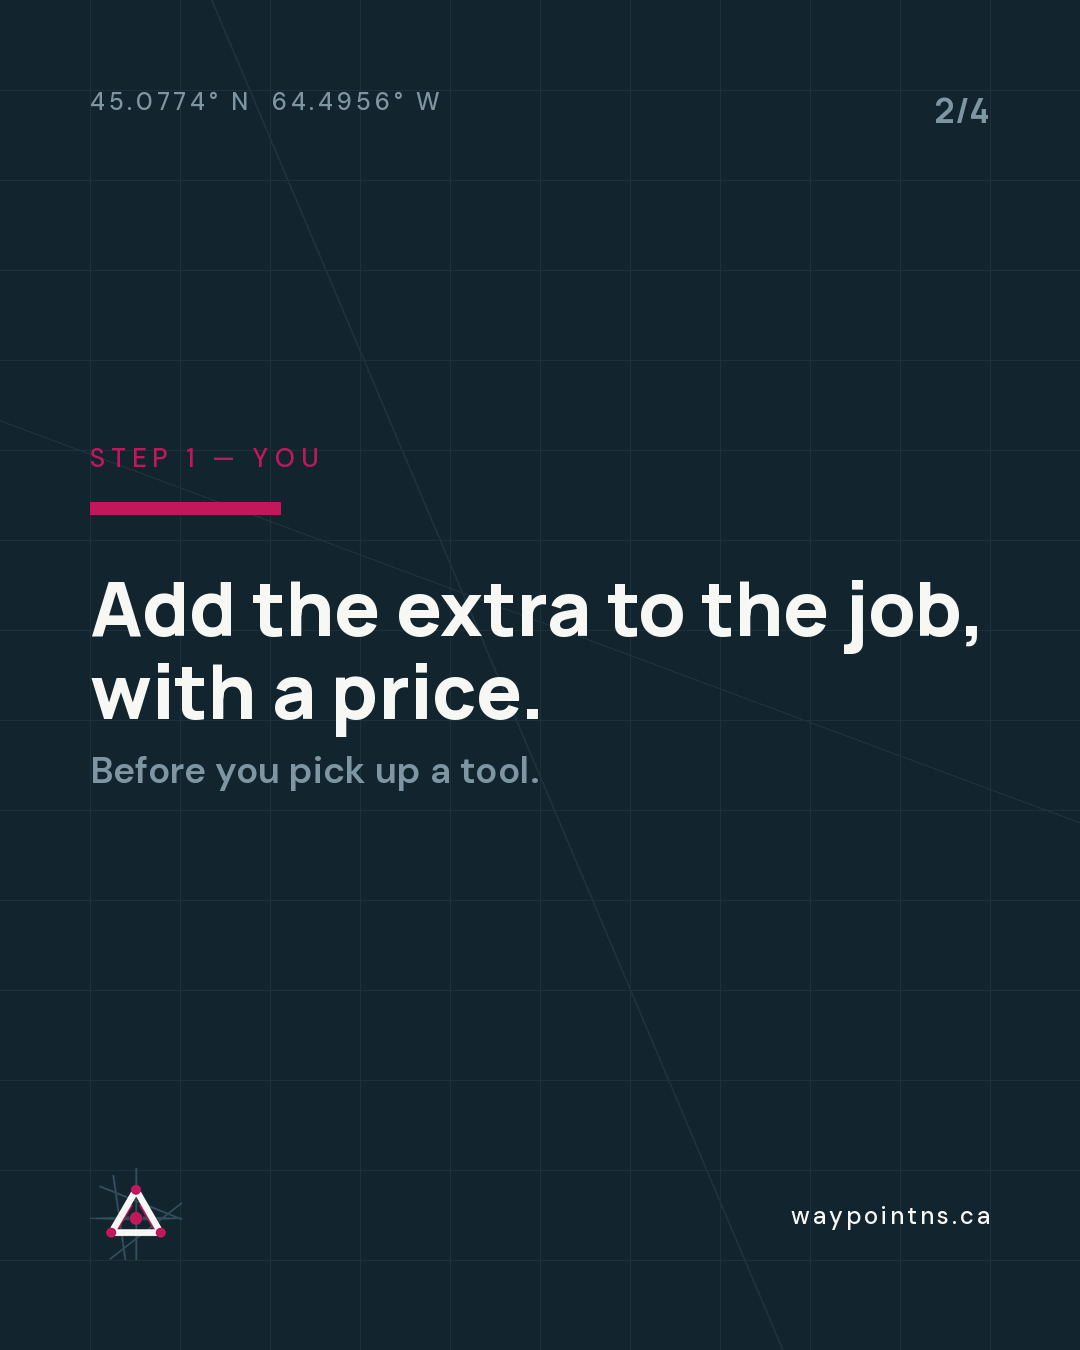 45.0774° N 64.4956° W
2/4
STEP 1 — YOU
Add the extra to the job,
with a price.
Before you pick up a tool.
waypointns.ca